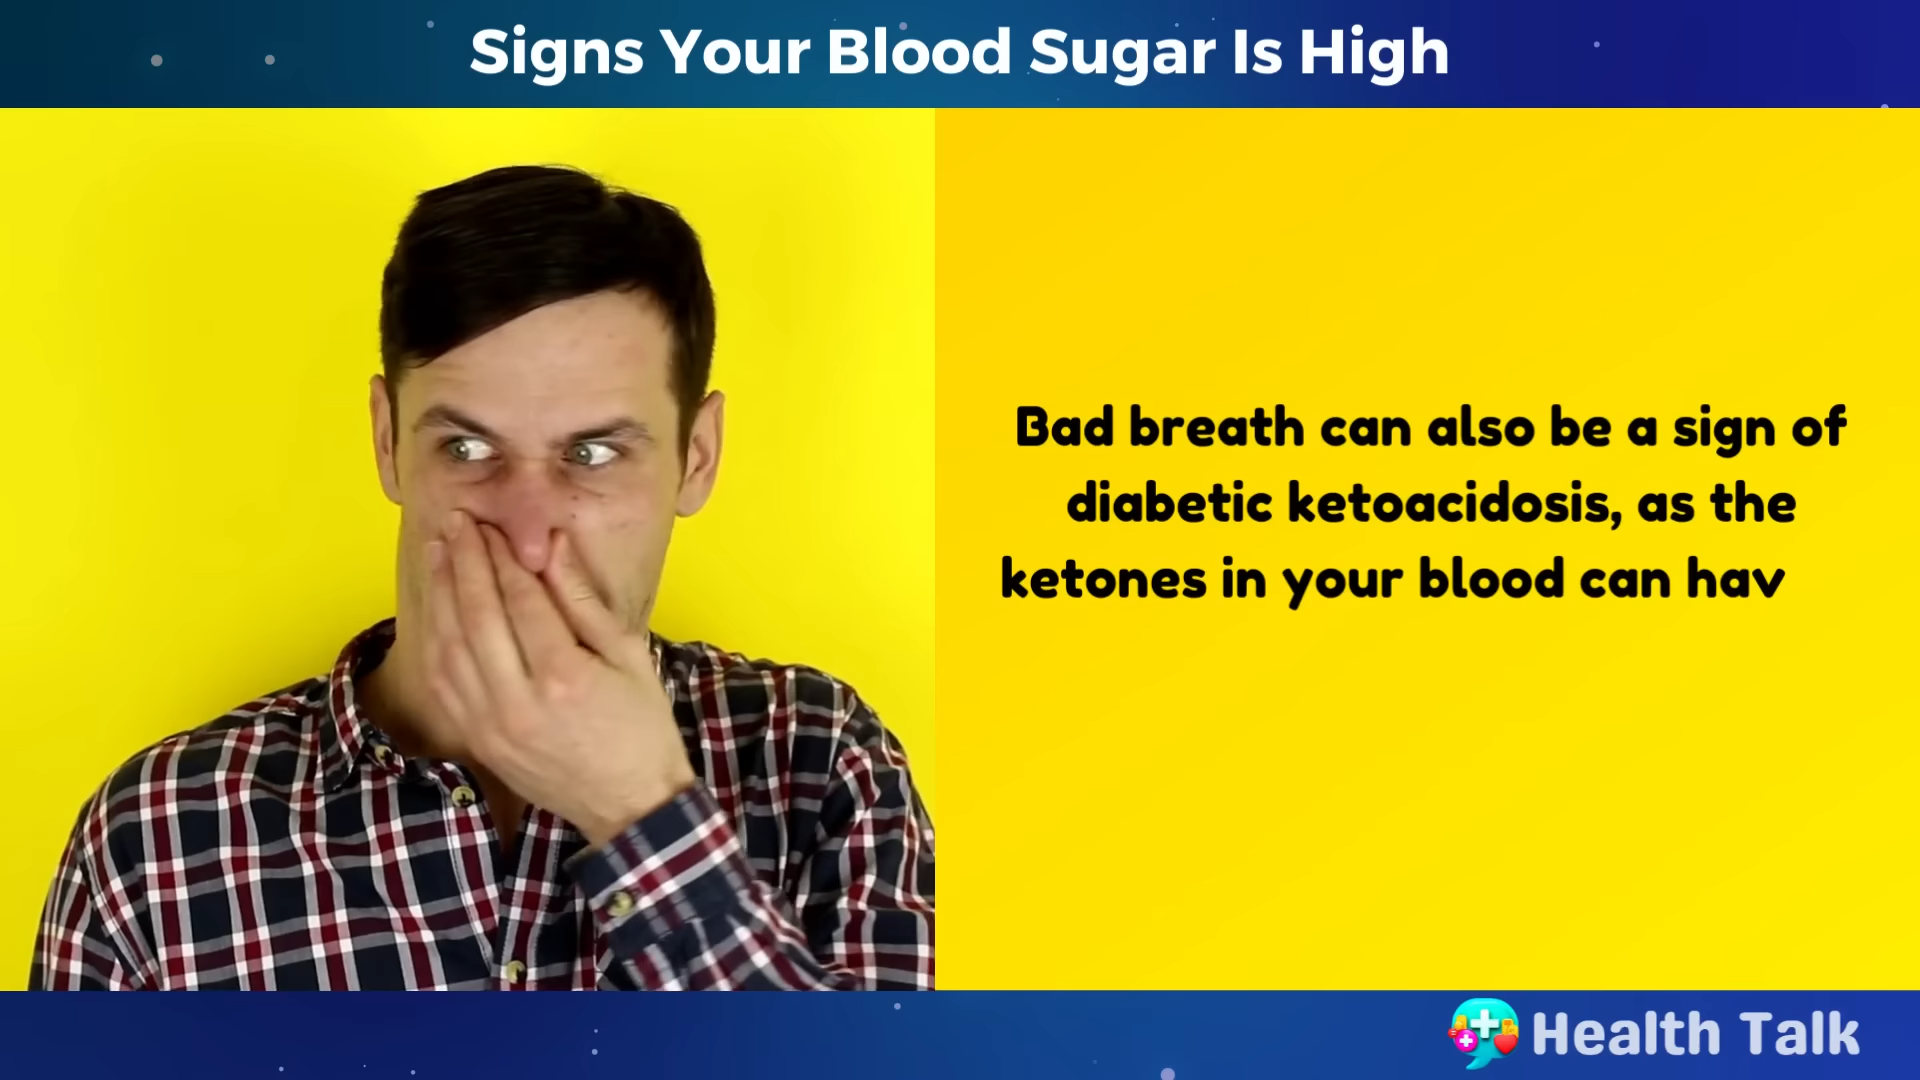 Signs Your Blood Sugar Is High
Bad breath can also be a sign of
diabetic ketoacidosis, as the
ketones in your blood can hav
Health Talk